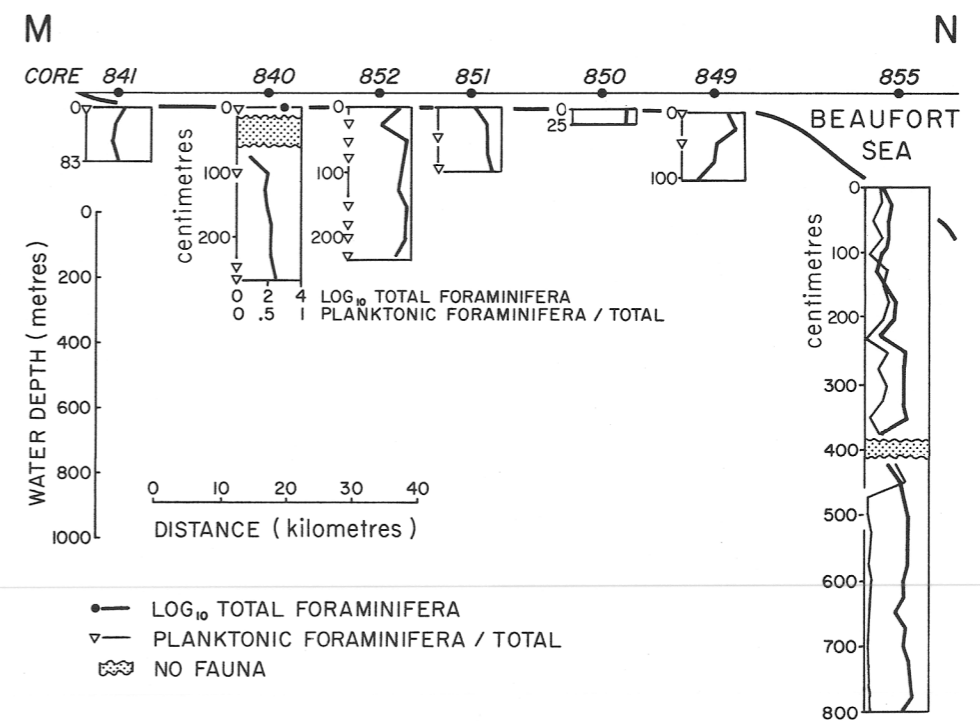 M N
CORE 841 840 852 851 850 849 855
BEAUFORT
SEA
0
83
0
100
200
centimetres
0
100
200
0
25
0
100
0 2 4 LOG₁₀ TOTAL FORAMINIFERA
0 .5 1 PLANKTONIC FORAMINIFERA / TOTAL
WATER DEPTH (metres)
0
200
400
600
800
1000
0 10 20 30 40
DISTANCE (kilometres)
centimetres
0
100
200
300
400
500
600
700
800
LOG₁₀ TOTAL FORAMINIFERA
PLANKTONIC FORAMINIFERA / TOTAL
NO FAUNA